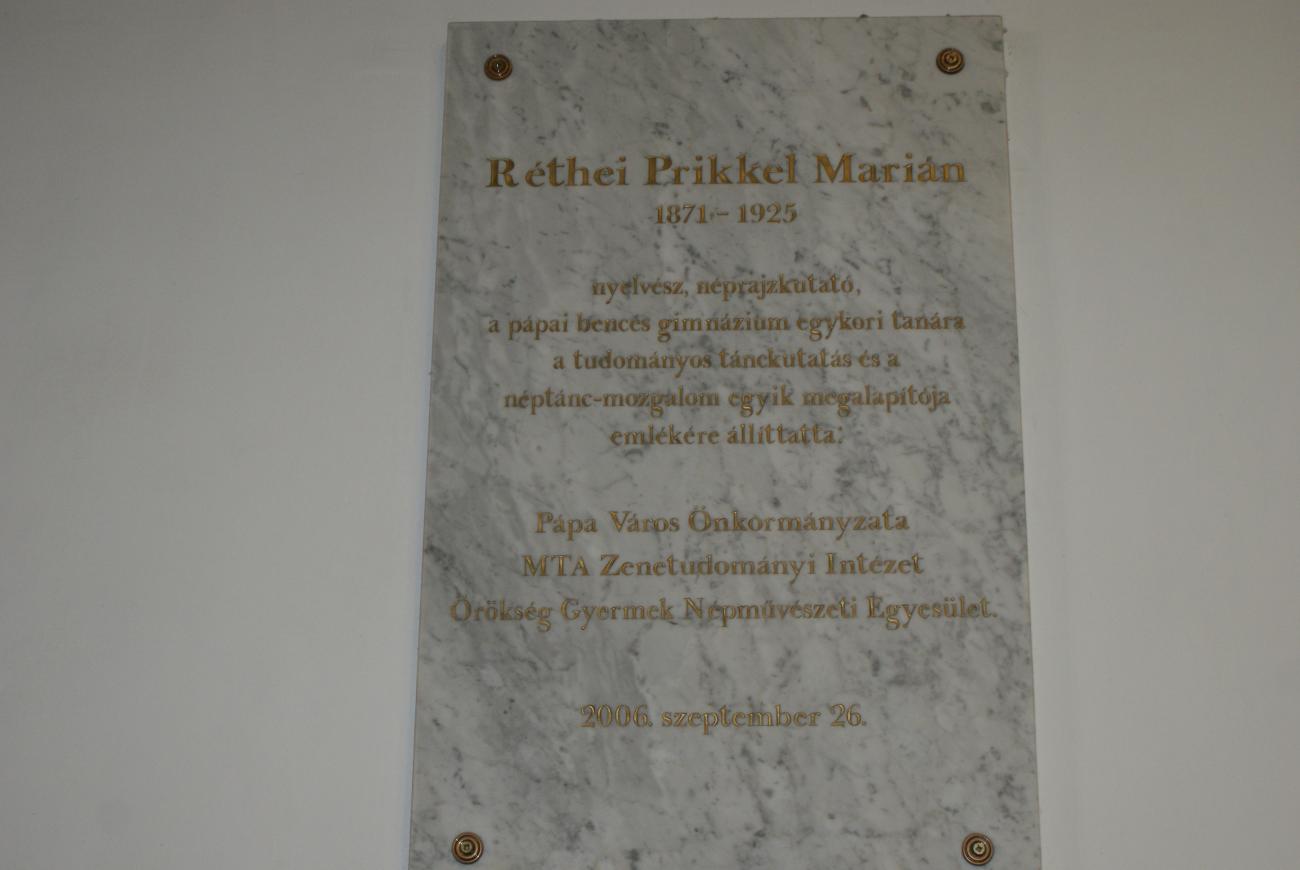 Réthei Prikkel Marián
1871 - 1925
nyelvész, néprajzkutató,
a pápai bencés gimnázium egykori tanára
a tudományos tánckutatás és a
néptánc-mozgalom egyik megalapítója
emlékére állíttatta:
Pápa Város Önkormányzata
MTA Zenetudományi Intézet
Örökség Gyermek Népművészeti Egyesület.
2006. szeptember 26.